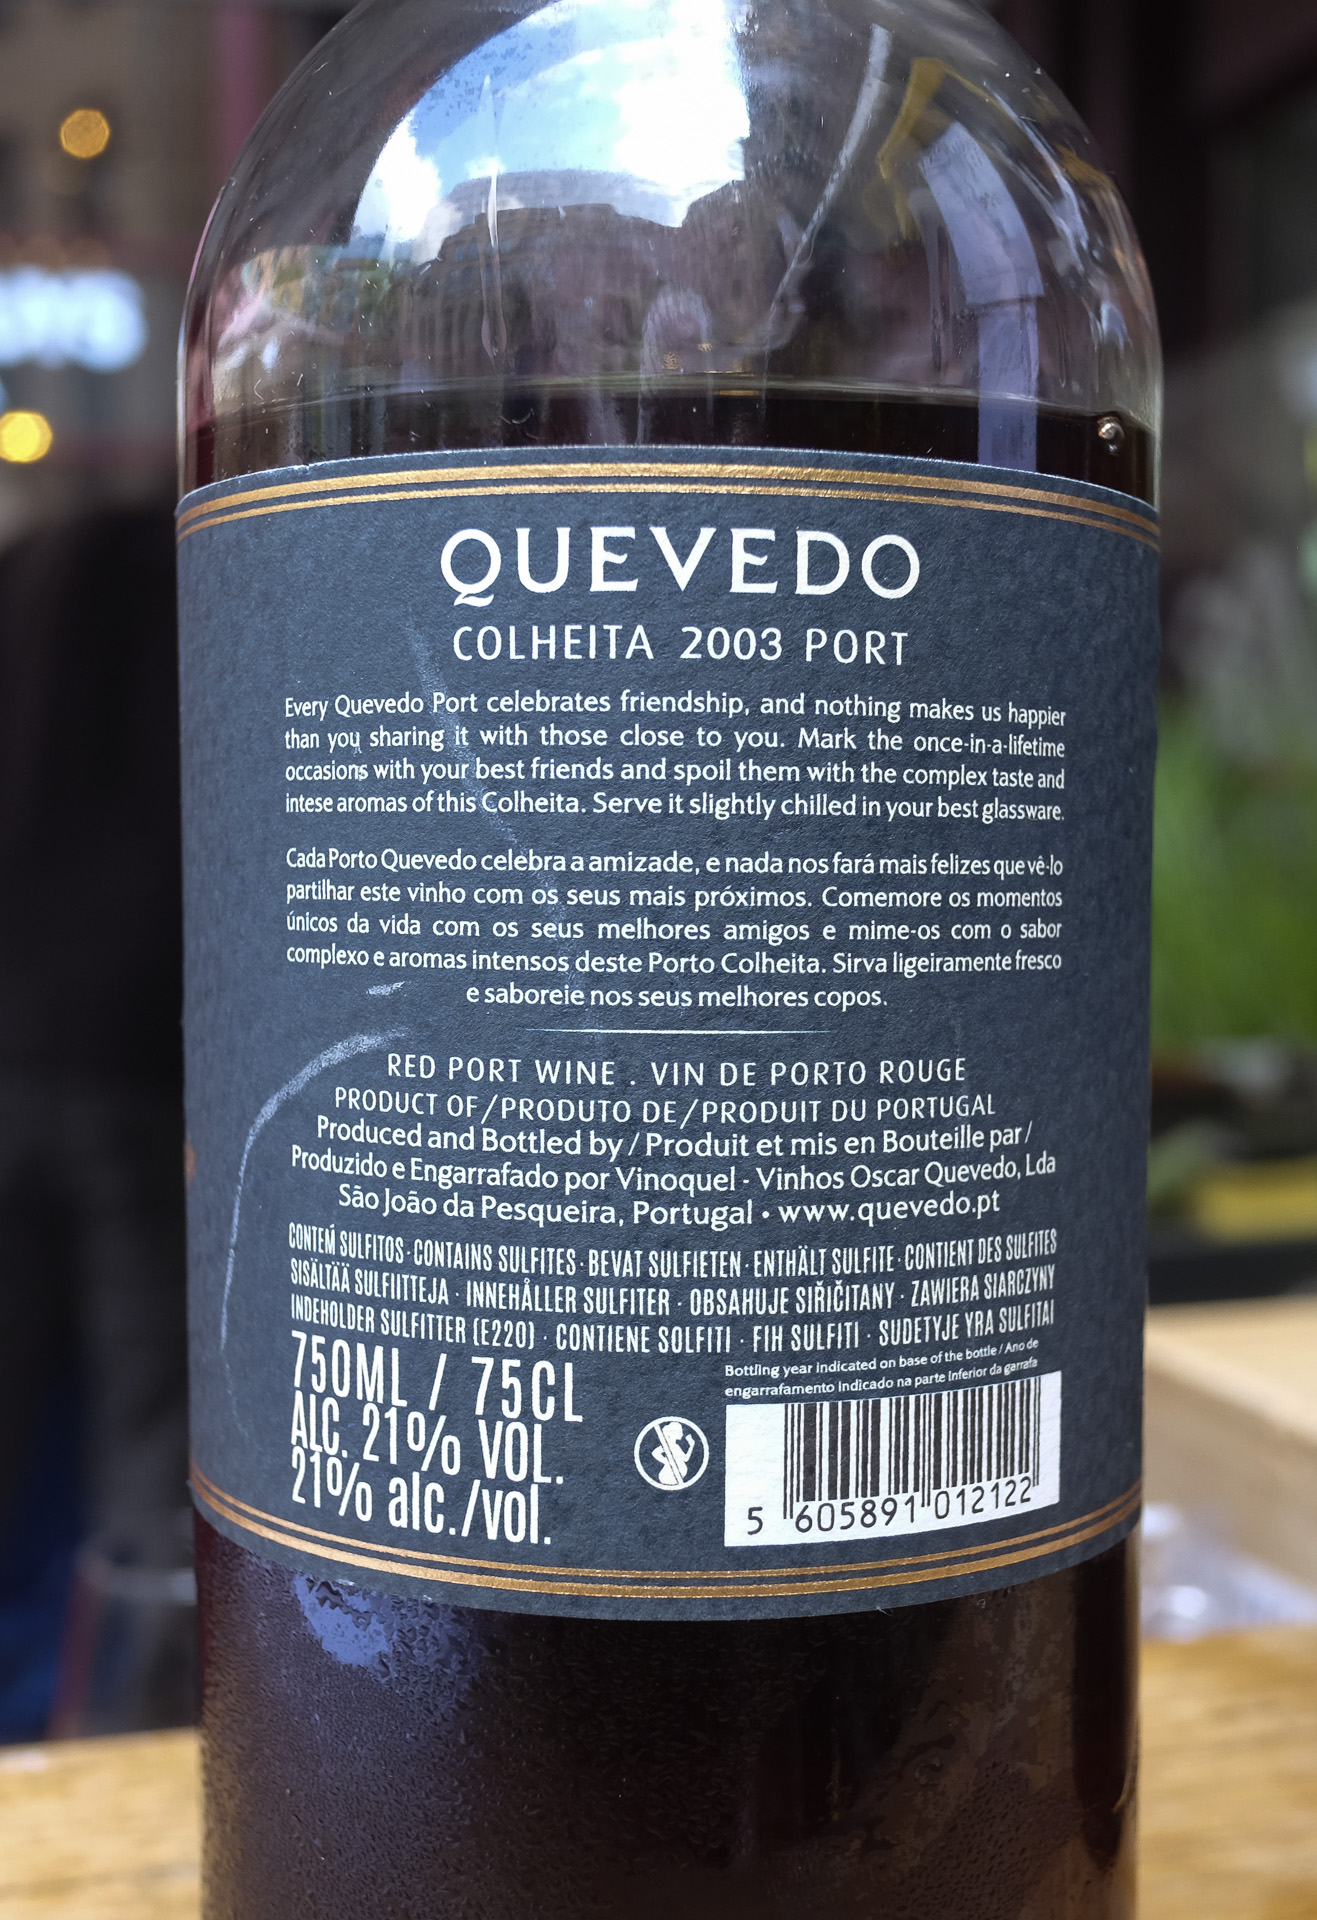 QUEVEDO
COLHEITA 2003 PORT
Every Quevedo Port celebrates friendship, and nothing makes us happier
than you sharing it with those close to you. Mark the once-in-a-lifetime
occasions with your best friends and spoil them with the complex taste and
intese aromas of this Colheita. Serve it slightly chilled in your best glassware.
Cada Porto Quevedo celebra a amizade, e nada nos fará mais felizes que vê-lo
partilhar este vinho com os seus mais próximos. Comemore os momentos
únicos da vida com os seus melhores amigos e mime-os com o sabor
complexo e aromas intensos deste Porto Colheita. Sirva ligeiramente fresco
e saboreie nos seus melhores copos.
RED PORT WINE . VIN DE PORTO ROUGE
PRODUCT OF/PRODUTO DE/PRODUIT DU PORTUGAL
Produced and Bottled by / Produit et mis en Bouteille par /
Produzido e Engarrafado por Vinoquel - Vinhos Oscar Quevedo, Lda
São João da Pesqueira, Portugal • www.quevedo.pt
CONTEḾ SULFITOS · CONTAINS SULFITES · BEVAT SULFIETEN · ENTHÄLT SULFITE · CONTIENT DES SULFITES
SISÄLTÄÄ SULFIITTEJA · INNEHÅLLER SULFITER · OBSAHUJE SIŘIČITANY · ZAWIERA SIARCZYNY
INDEHOLDER SULFITTER (E220) · CONTIENE SOLFITI · FIH SULFITI · SUDETYJE YRA SULFITAI
750ML / 75CL
ALC. 21% VOL.
21% alc./vol.
Bottling year indicated on base of the bottle / Ano de
engarrafamento indicado na parte inferior da garrafa
5 605891 012122